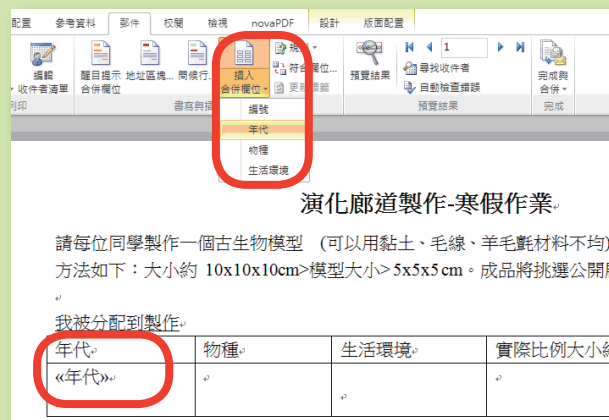 配置 參考資料 郵件 校閱 檢視 novaPDF 設計 版面配置
編輯
收件者清單
醒目提示
合併欄位
地址區塊... 問候行...
插入
合併欄位
規
符合欄位...
更新標籤
預覽結果
1
尋找收件者
自動檢查錯誤
完成與
合併
列印 書寫與插 預覽結果 完成
編號
年代
物種
生活環境
演化廊道製作-寒假作業
請每位同學製作一個古生物模型 (可以用黏土、毛線、羊毛氈材料不均)
方法如下：大小約 10x10x10cm>模型大小>5x5x5cm。成品將挑選公開
我被分配到製作
年代 物種 生活環境 實際比例大小
«年代»